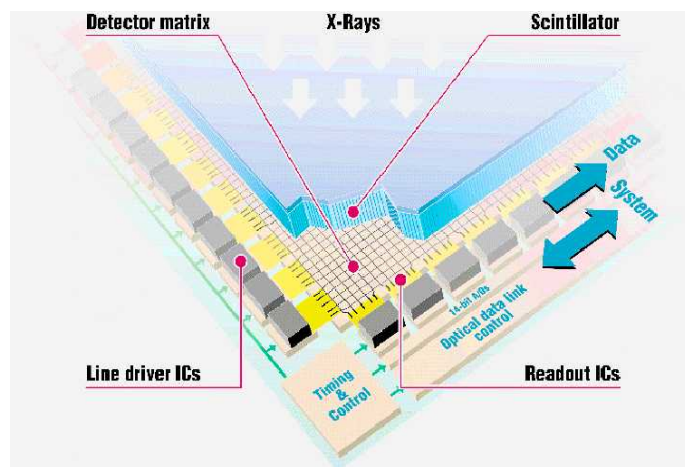 Detector matrix
X-Rays
Scintillator
Data
System
14-bit A/Ds
Optical data link
control
Line driver ICs
Timing
&
Control
Readout ICs